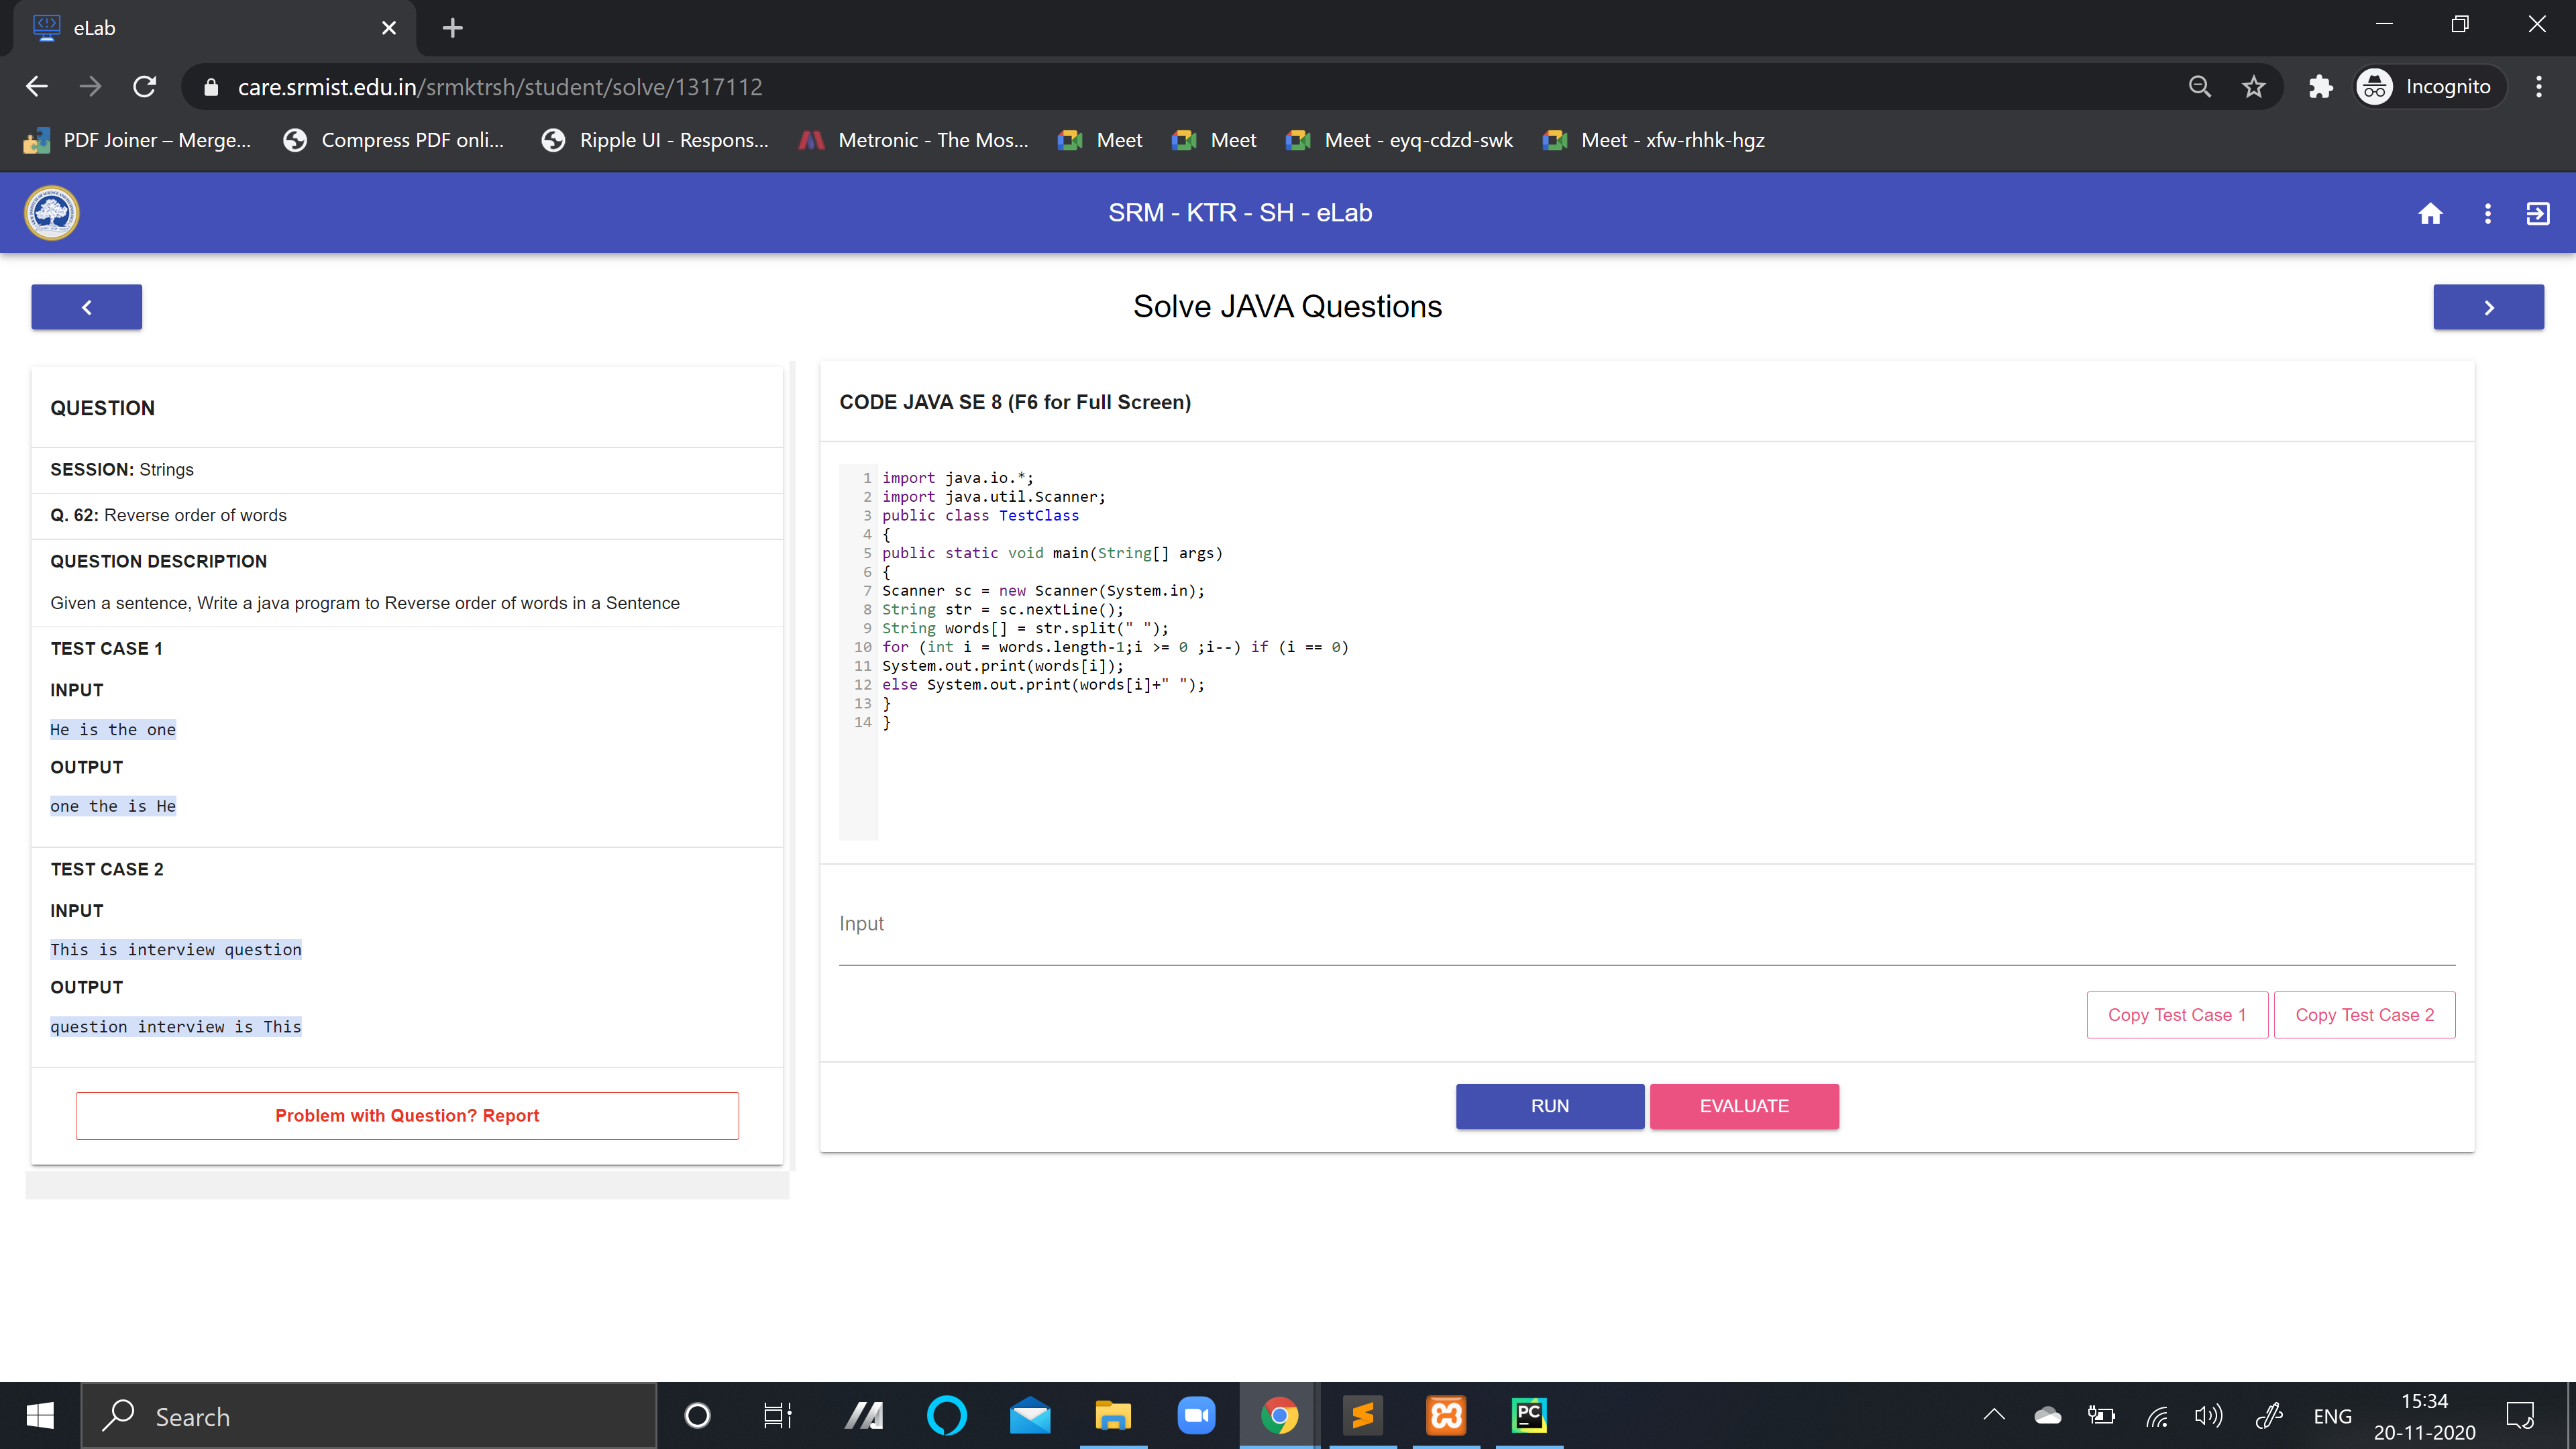 eLab
care.srmist.edu.in/srmktrsh/student/solve/1317112
Incognito
PDF Joiner – Merge...
Compress PDF onli...
Ripple UI - Respons...
Metronic - The Mos...
Meet
Meet
Meet - eyq-cdzd-swk
Meet - xfw-rhhk-hgz
SRM - KTR - SH - eLab
Solve JAVA Questions
QUESTION
SESSION: Strings
Q. 62: Reverse order of words
QUESTION DESCRIPTION
Given a sentence, Write a java program to Reverse order of words in a Sentence
TEST CASE 1
INPUT
He is the one
OUTPUT
one the is He
TEST CASE 2
INPUT
This is interview question
OUTPUT
question interview is This
Problem with Question? Report
CODE JAVA SE 8 (F6 for Full Screen)
1 import java.io.*;
2 import java.util.Scanner;
3 public class TestClass
4 {
5 public static void main(String[] args)
6 {
7 Scanner sc = new Scanner(System.in);
8 String str = sc.nextLine();
9 String words[] = str.split(" ");
10 for (int i = words.length-1;i >= 0 ;i--) if (i == 0)
11 System.out.print(words[i]);
12 else System.out.print(words[i]+" ");
13 }
14 }
Input
Copy Test Case 1
Copy Test Case 2
RUN
EVALUATE
Search
PC
ENG
15:34
20-11-2020